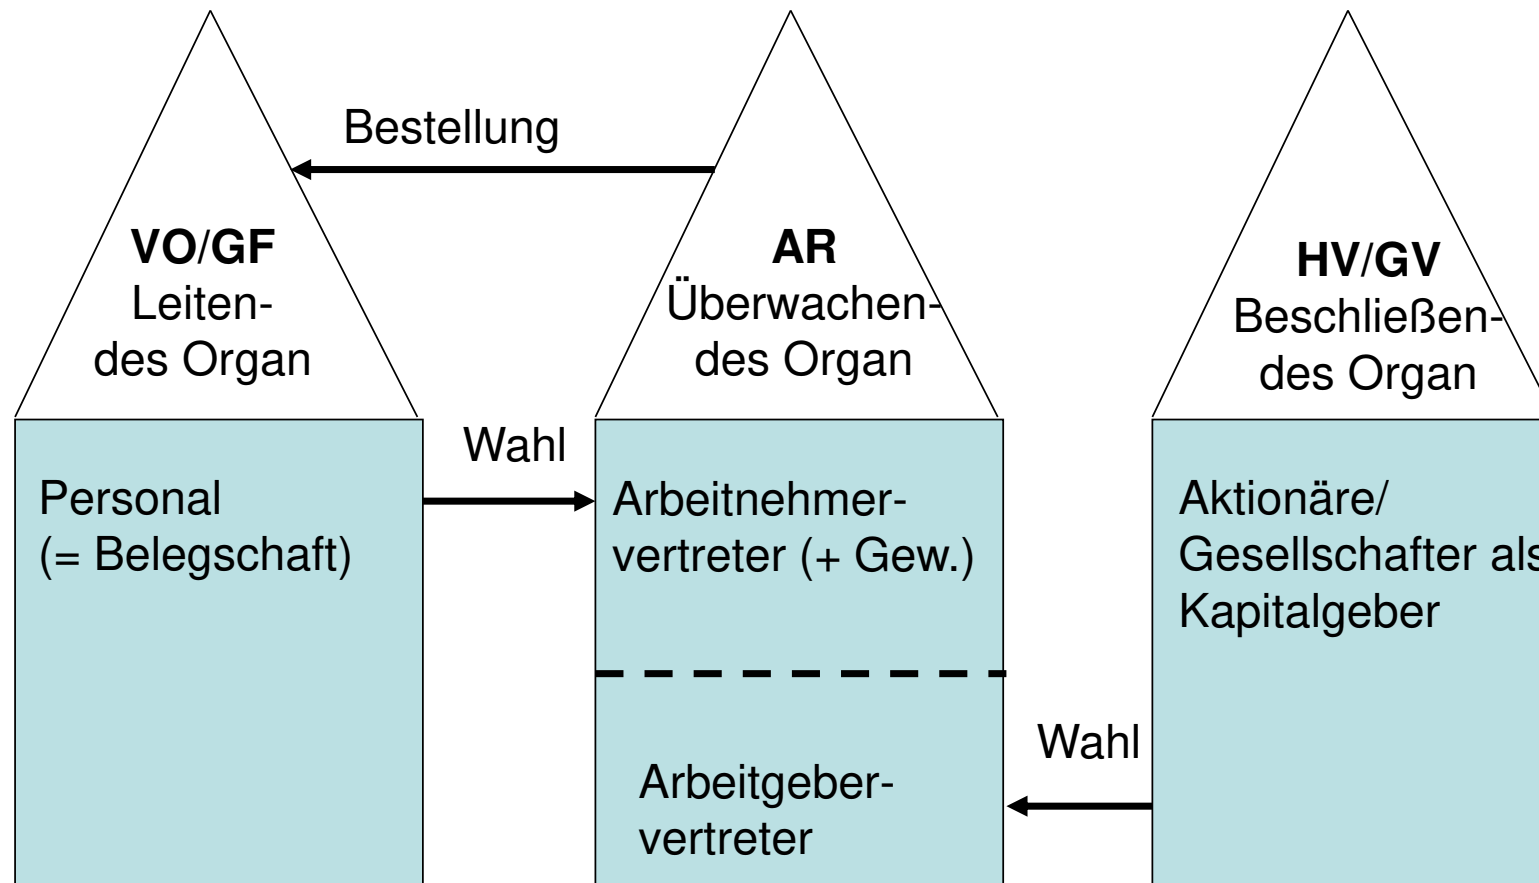 Bestellung
VO/GF
Leiten-
des Organ
AR
Überwachen-
des Organ
HV/GV
Beschließen-
des Organ
Wahl
Personal
(= Belegschaft)
Arbeitnehmer-
vertreter (+ Gew.)
Aktionäre/
Gesellschafter als
Kapitalgeber
Wahl
Arbeitgeber-
vertreter